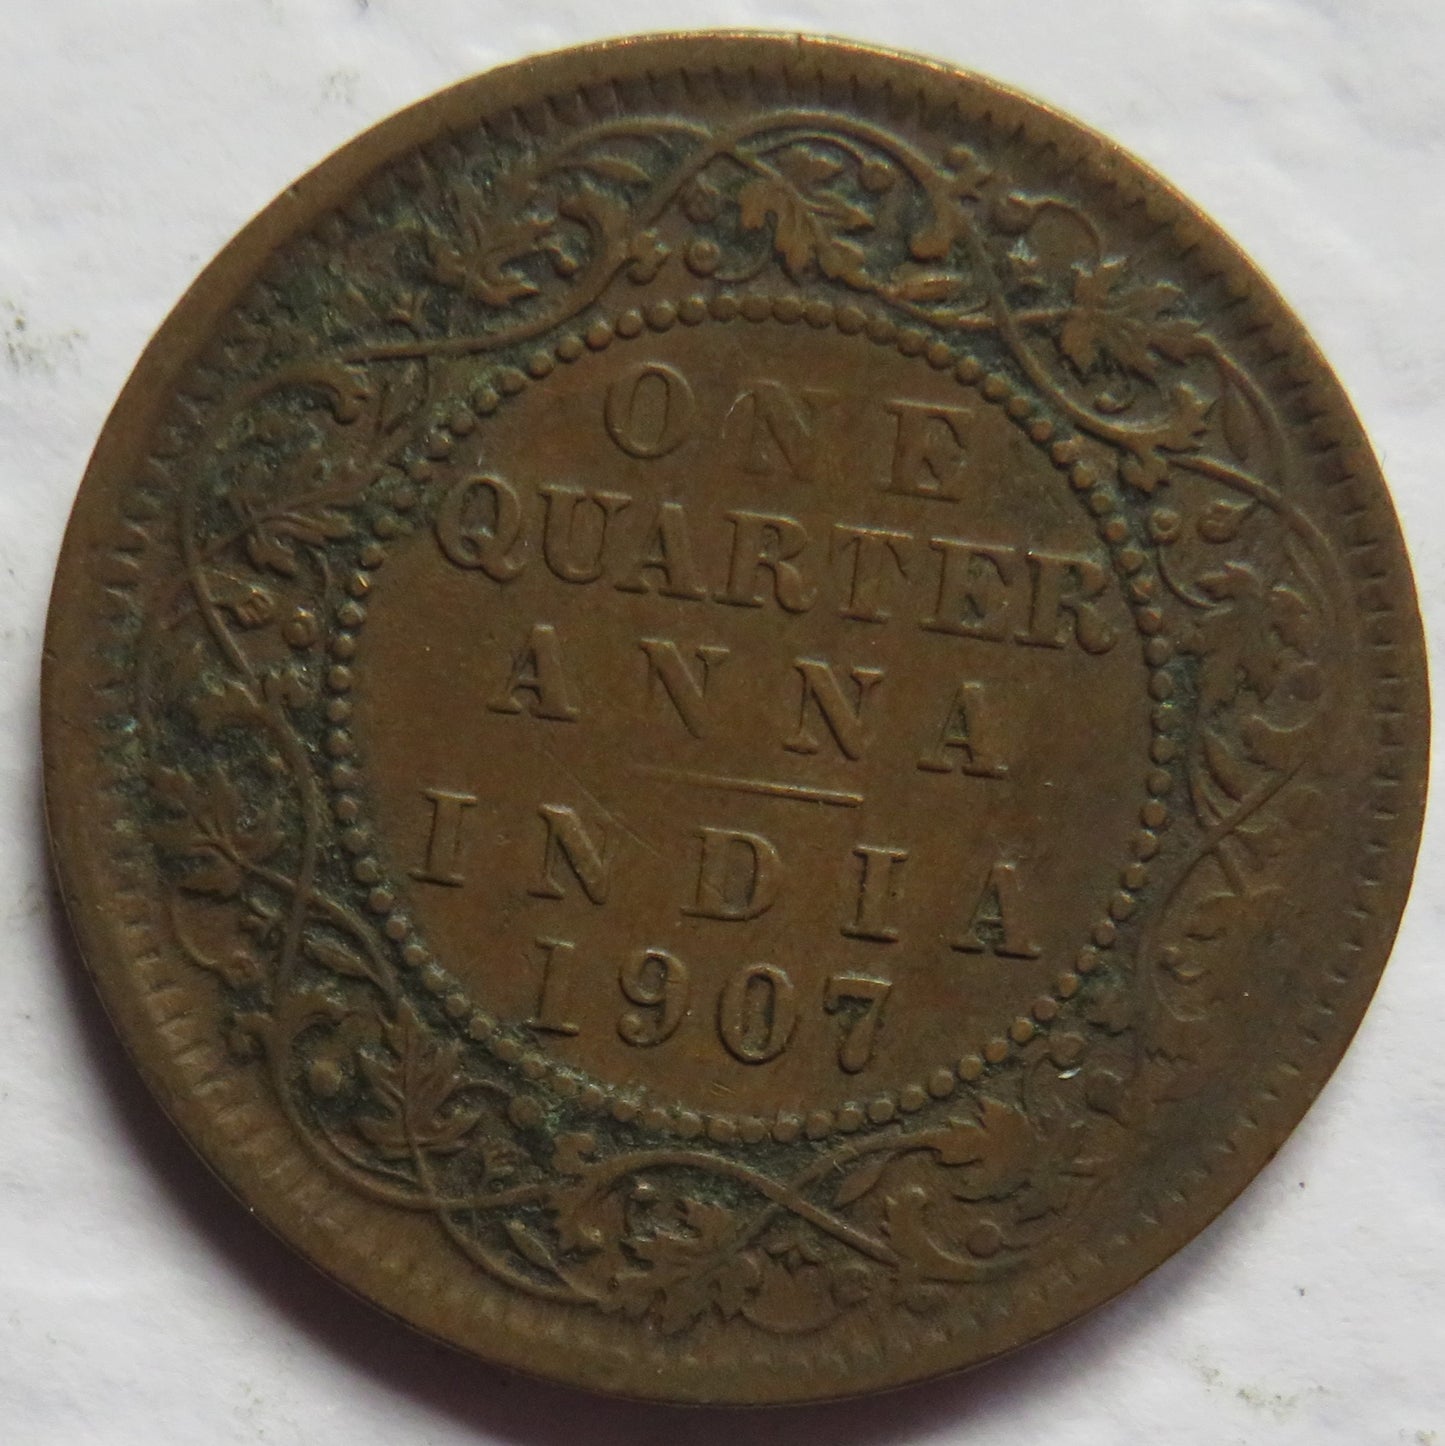 ONE
QUARTER
ANNA
INDIA
1907